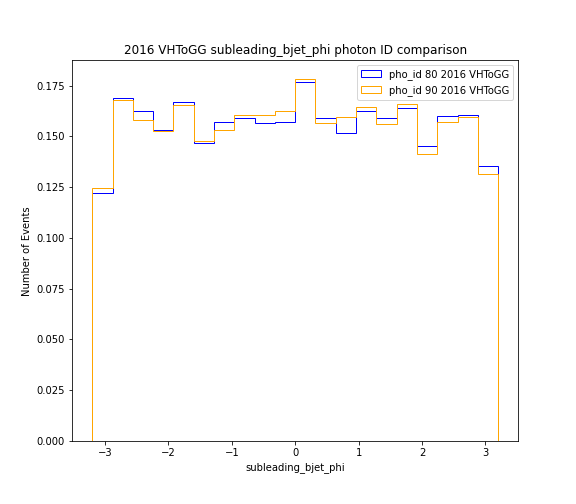 2016 VHToGG subleading_bjet_phi photon ID comparison
pho_id 80 2016 VHToGG
pho_id 90 2016 VHToGG
Number of Events
0.175
0.150
0.125
0.100
0.075
0.050
0.025
0.000
−3 −2 −1 0 1 2 3
subleading_bjet_phi